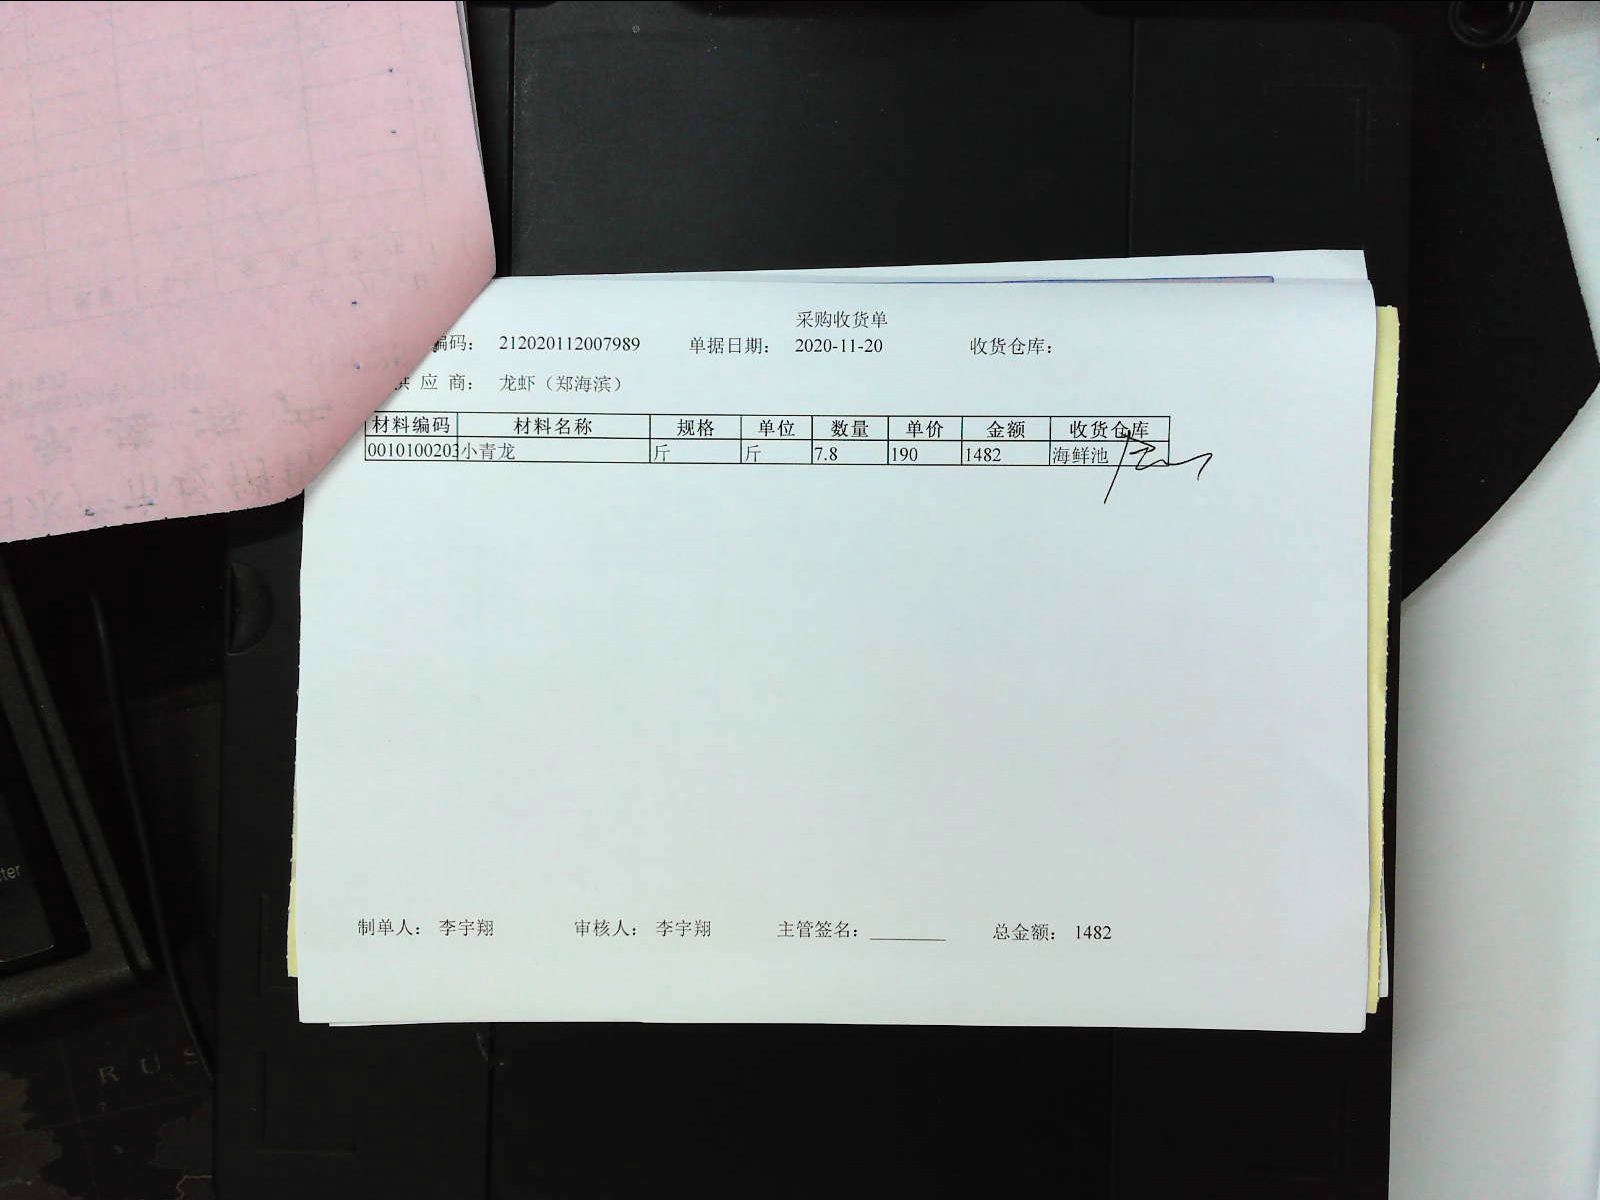 采购收货单
编码： 212020112007989 单据日期： 2020-11-20 收货仓库：
供 应 商： 龙虾（郑海滨）
材料编码 材料名称 规格 单位 数量 单价 金额 收货仓库
0010100203 小青龙 斤 斤 7.8 190 1482 海鲜池
制单人： 李宇翔 审核人： 李宇翔 主管签名：________ 总金额： 1482
ter
R U S